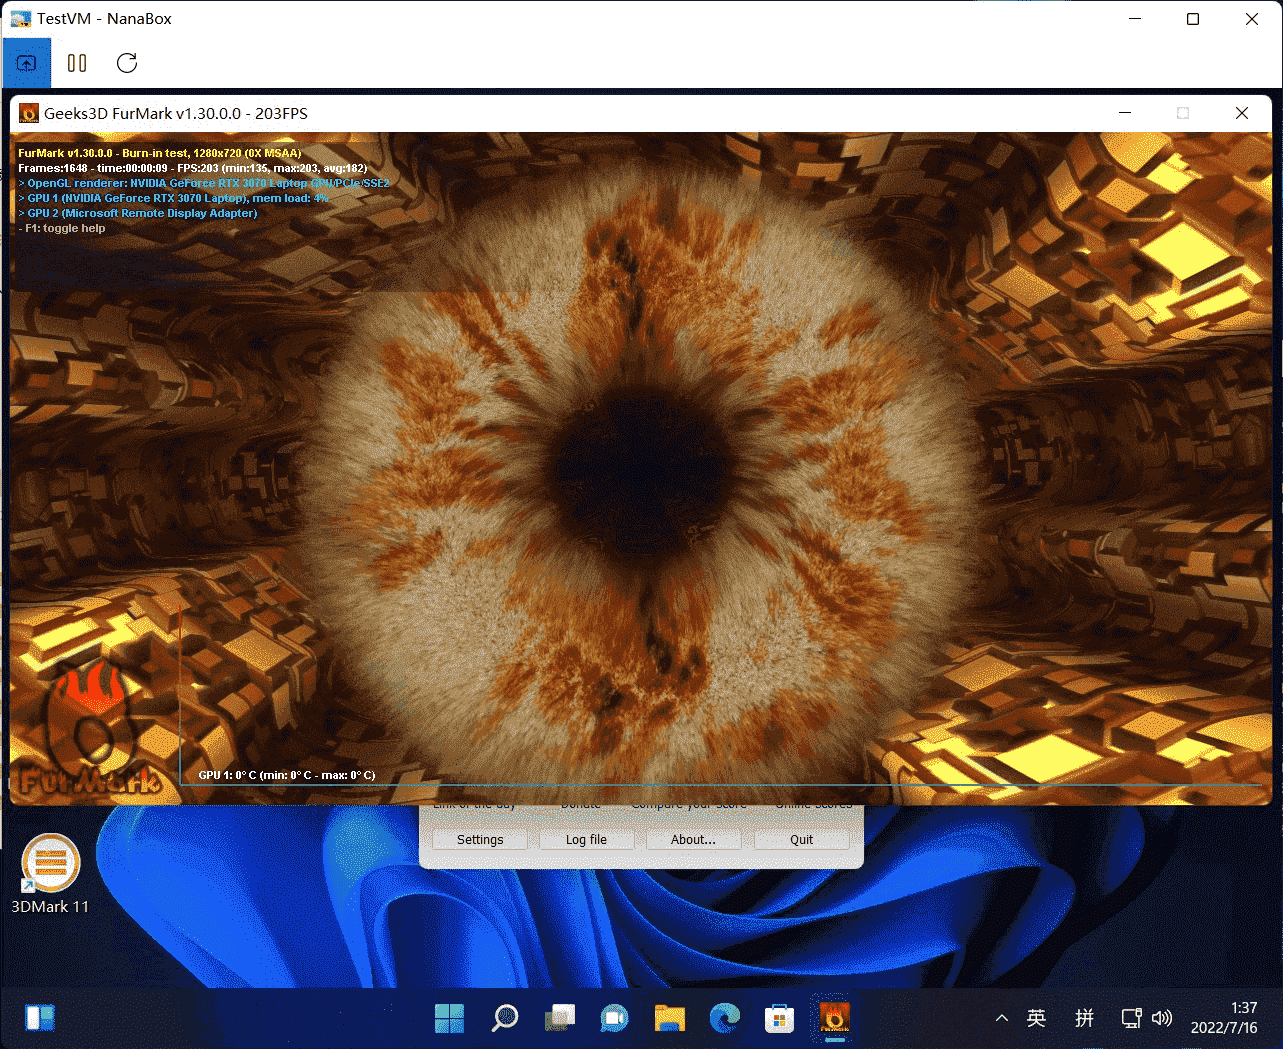 TestVM - NanaBox
Geeks3D FurMark v1.30.0.0 - 203FPS
FurMark v1.30.0.0 - Burn-in test, 1280x720 (0X MSAA)
Frames:1648 - time:00:00:09 - FPS:203 (min:135, max:203, avg:182)
> OpenGL renderer: NVIDIA GeForce RTX 3070 Laptop GPU/PCIe/SSE2
> GPU 1 (NVIDIA GeForce RTX 3070 Laptop), mem load: 4%
> GPU 2 (Microsoft Remote Display Adapter)
- F1: toggle help
FurMark
GPU 1: 0° C (min: 0° C - max: 0° C)
Link of the day Donate Compare your score Online scores
Settings Log file About... Quit
3DMark 11
英 拼 1:37
2022/7/16